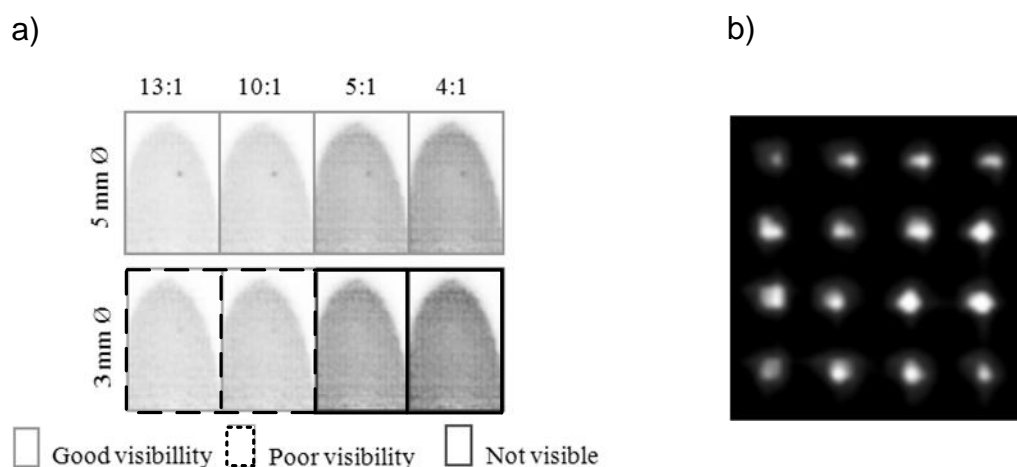 a)
b)
13:1 10:1 5:1 4:1
5 mm Ø
3 mm Ø
Good visibillity Poor visibility Not visible